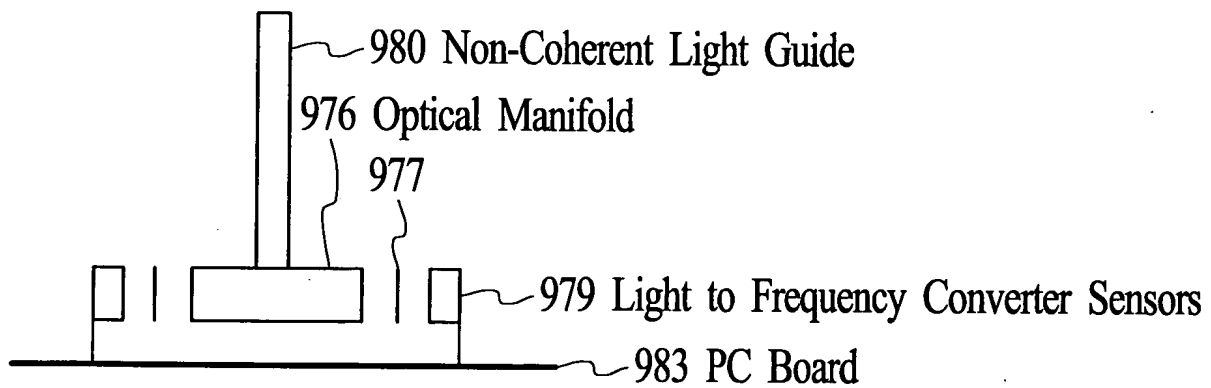 980 Non-Coherent Light Guide
976 Optical Manifold
977
979 Light to Frequency Converter Sensors
983 PC Board